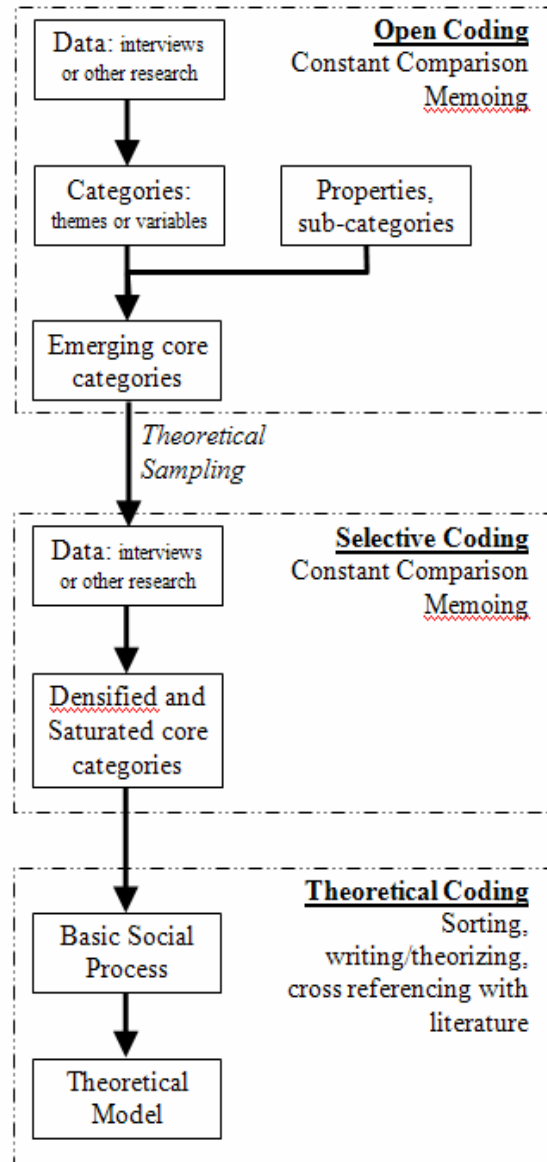 Open Coding
Constant Comparison
Memoing
Data: interviews
or other research
Categories:
themes or variables
Properties,
sub-categories
Emerging core
categories
Theoretical
Sampling
Selective Coding
Constant Comparison
Memoing
Data: interviews
or other research
Densified and
Saturated core
categories
Theoretical Coding
Sorting,
writing/theorizing,
cross referencing with
literature
Basic Social
Process
Theoretical
Model